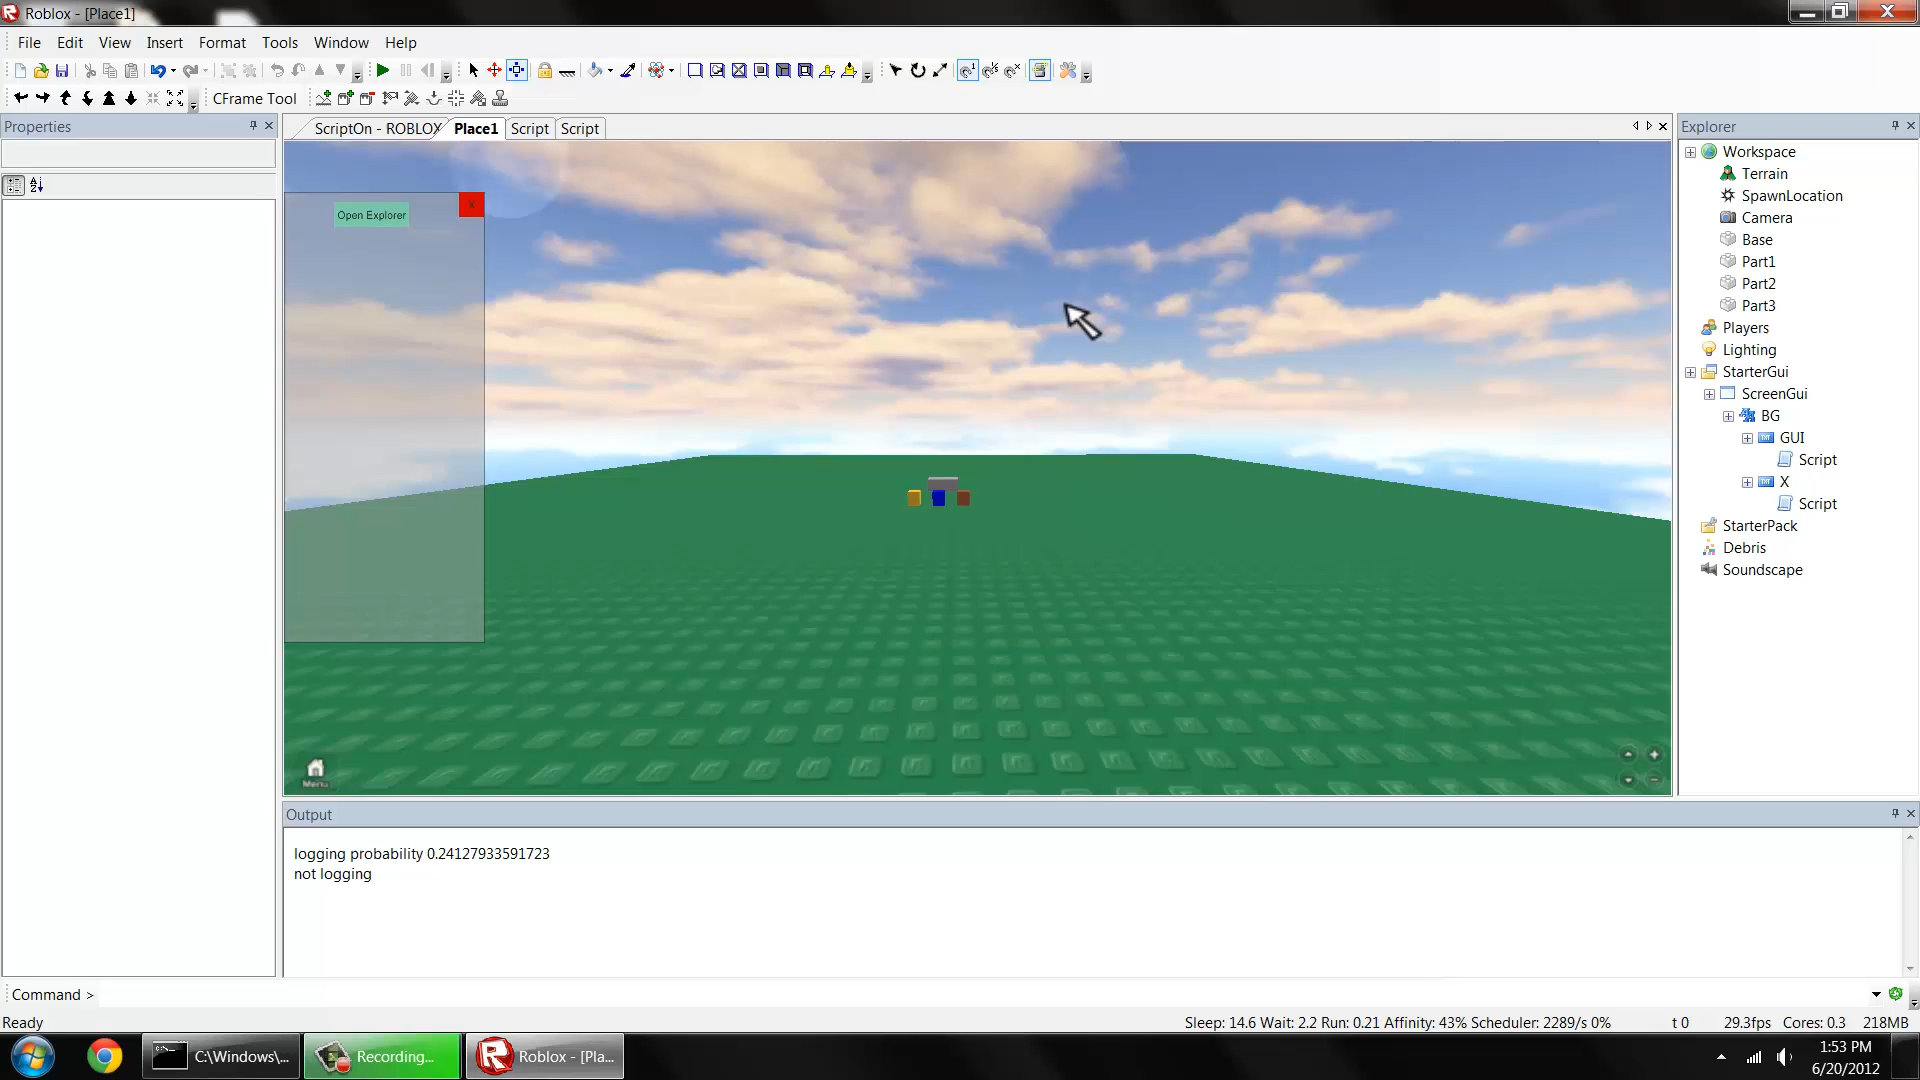 Roblox - [Place1]
File Edit View Insert Format Tools Window Help
CFrame Tool
Properties
ScriptOn - ROBLOX Place1 Script Script
Explorer
Workspace
Terrain
SpawnLocation
Camera
Base
Part1
Part2
Part3
Players
Lighting
StarterGui
ScreenGui
BG
GUI
Script
X
Script
StarterPack
Debris
Soundscape
Open Explorer
X
Menu
Output
logging probability 0.24127933591723
not logging
Command >
Ready
Sleep: 14.6 Wait: 2.2 Run: 0.21 Affinity: 43% Scheduler: 2289/s 0% t 0 29.3fps Cores: 0.3 218MB
C:\Windows\... Recording... Roblox - [Pla...
1:53 PM
6/20/2012